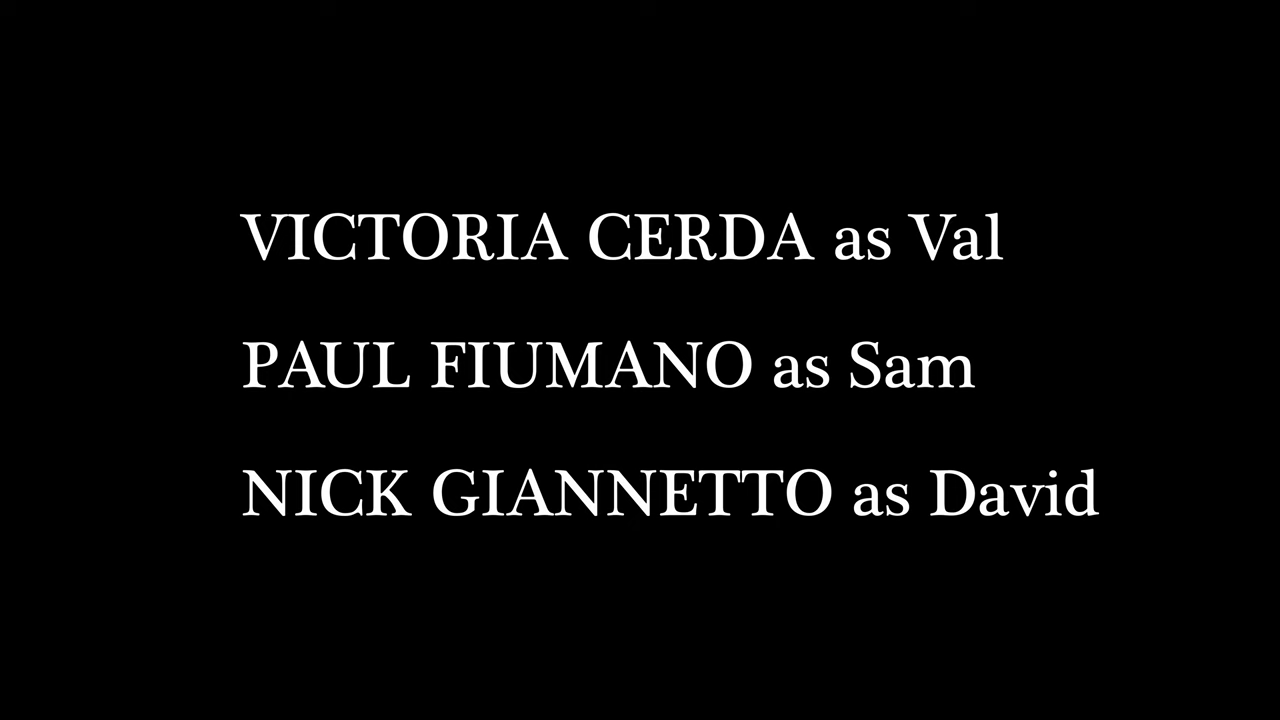 VICTORIA CERDA as Val
PAUL FIUMANO as Sam
NICK GIANNETTO as David